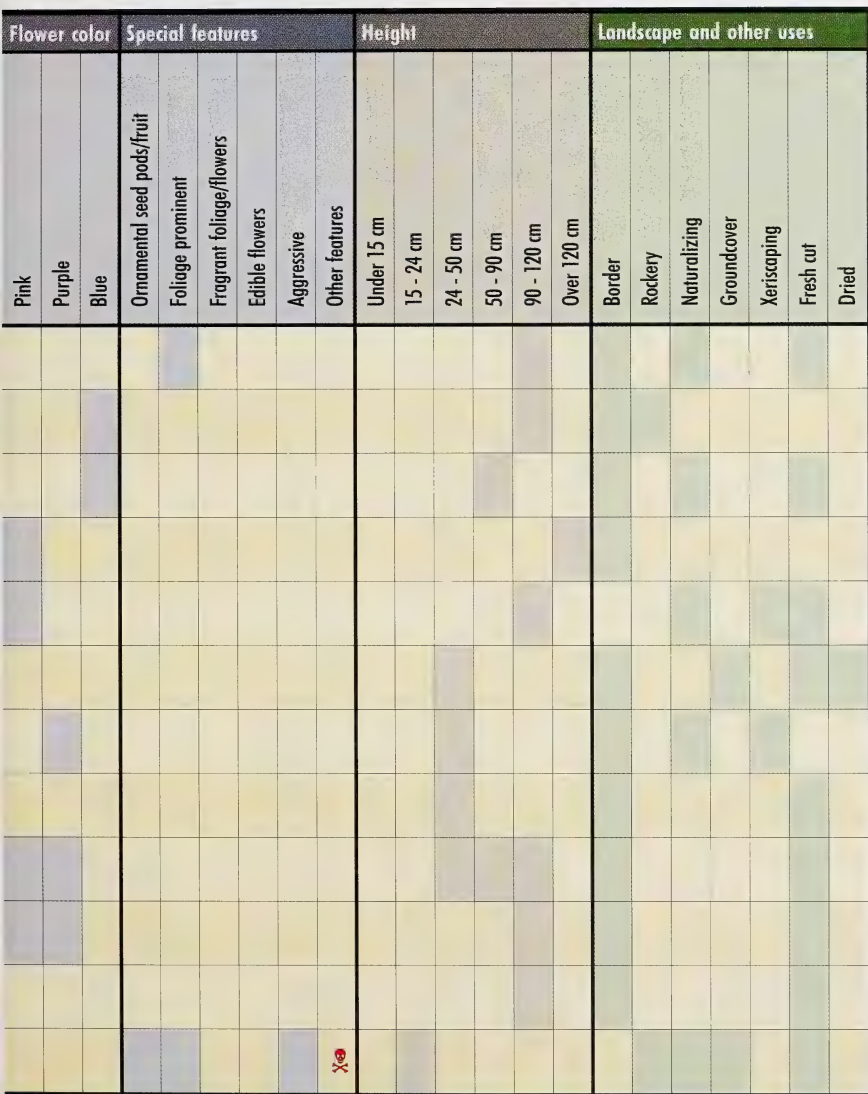 Flower color
Special features
Height
Landscape and other uses
Pink
Purple
Blue
Ornamental seed pods/fruit
Foliage prominent
Fragrant foliage/flowers
Edible flowers
Aggressive
Other features
Under 15 cm
15 - 24 cm
24 - 50 cm
50 - 90 cm
90 - 120 cm
Over 120 cm
Border
Rockery
Naturalizing
Groundcover
Xeriscaping
Fresh cut
Dried